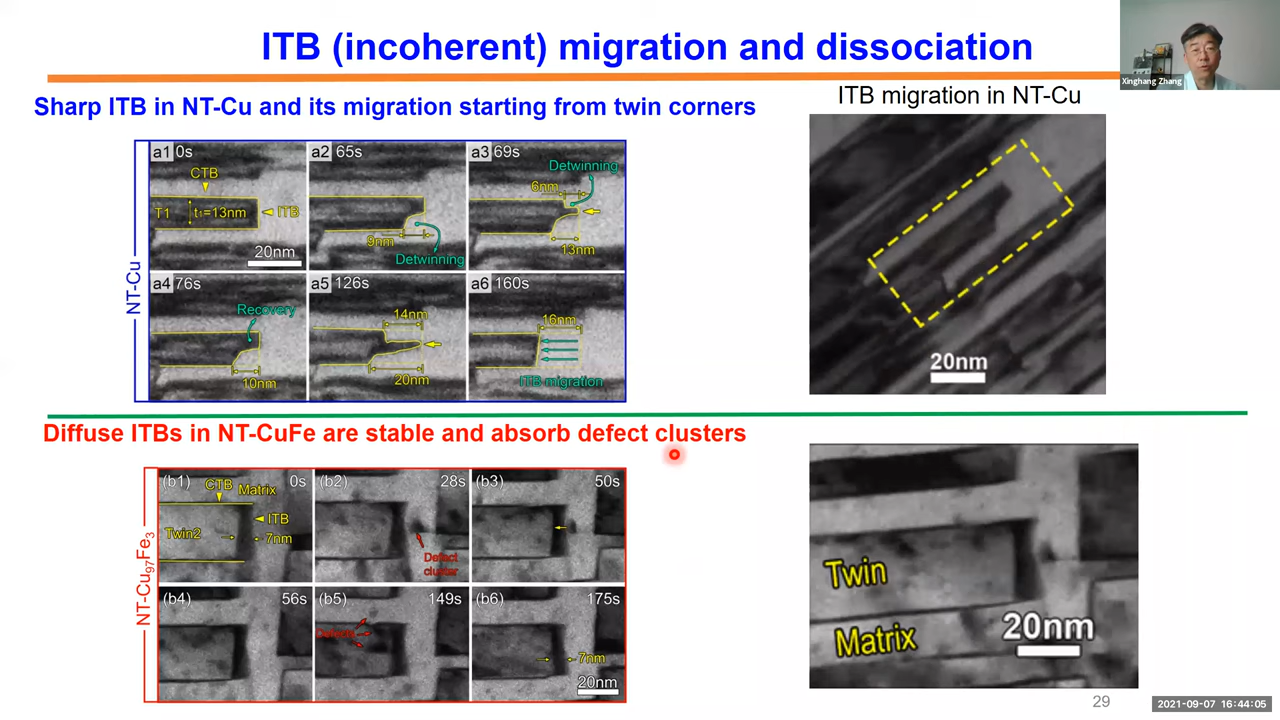 ITB (incoherent) migration and dissociation
Xinghang Zhang
Sharp ITB in NT-Cu and its migration starting from twin corners
ITB migration in NT-Cu
NT-Cu
a1 0s
CTB
T1
t₁=13nm
ITB
20nm
a2 65s
9nm
Detwinning
a3 69s
Detwinning
6nm
13nm
a4 76s
Recovery
10nm
a5 126s
14nm
20nm
a6 160s
16nm
ITB migration
20nm
Diffuse ITBs in NT-CuFe are stable and absorb defect clusters
NT-Cu₉₇Fe₃
(b1) 0s
CTB Matrix
ITB
Twin2
7nm
(b2) 28s
Defect
cluster
(b3) 50s
(b4) 56s
(b5) 149s
Defects
(b6) 175s
7nm
20nm
Twin
Matrix
20nm
29
2021-09-07 16:44:05